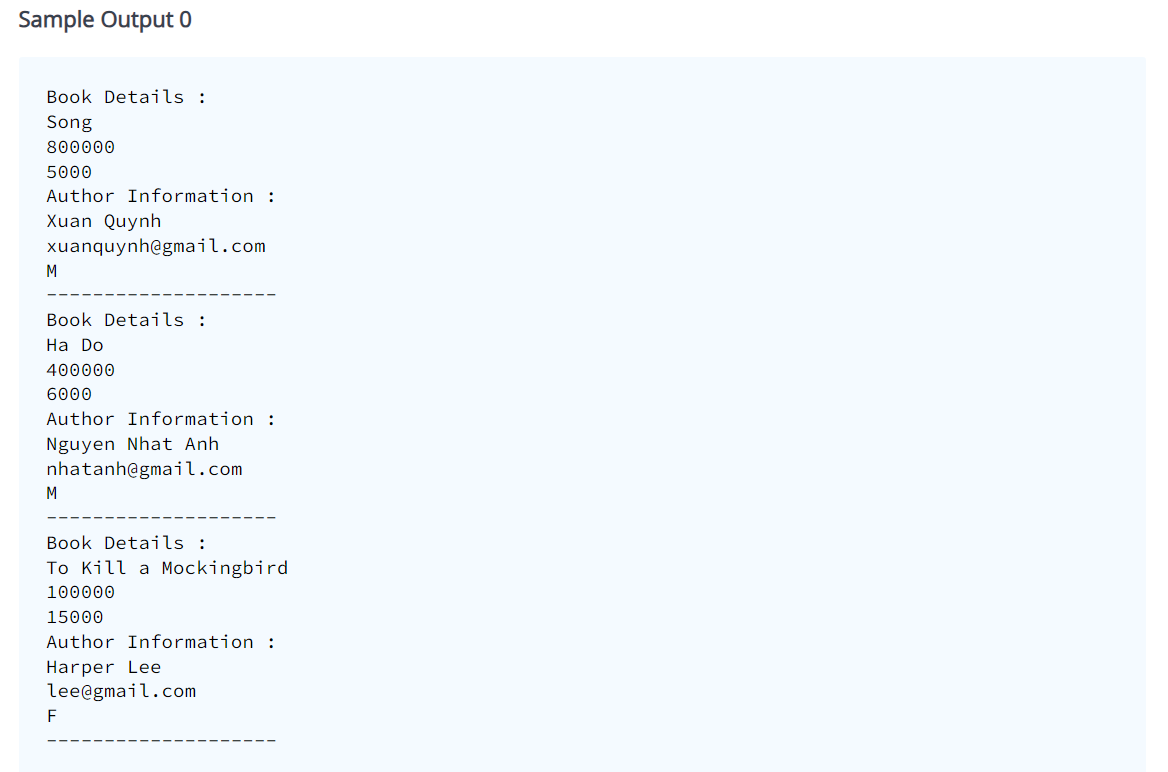 Sample Output 0
Book Details :
Song
800000
5000
Author Information :
Xuan Quynh
xuanquynh@gmail.com
M
--------------------
Book Details :
Ha Do
400000
6000
Author Information :
Nguyen Nhat Anh
nhatanh@gmail.com
M
--------------------
Book Details :
To Kill a Mockingbird
100000
15000
Author Information :
Harper Lee
lee@gmail.com
F
--------------------